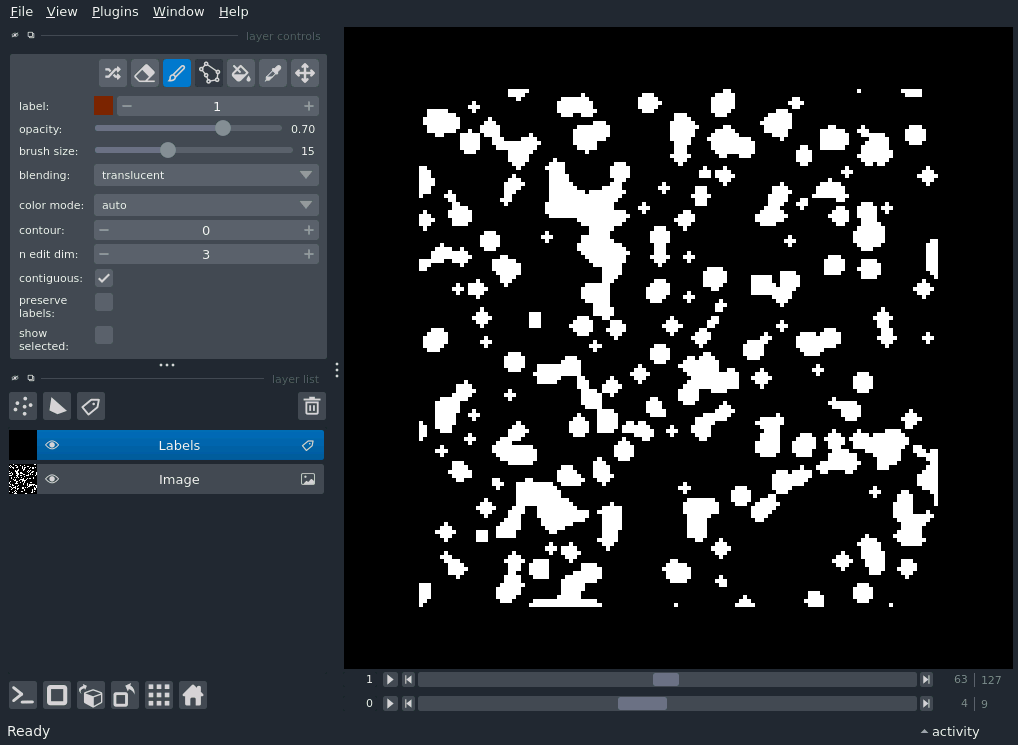 File View Plugins Window Help
layer controls
label: 1
opacity: 0.70
brush size: 15
blending: translucent
color mode: auto
contour: 0
n edit dim: 3
contiguous:
preserve
labels:
show
selected:
layer list
Labels
Image
1 63 127
0 4 9
Ready activity